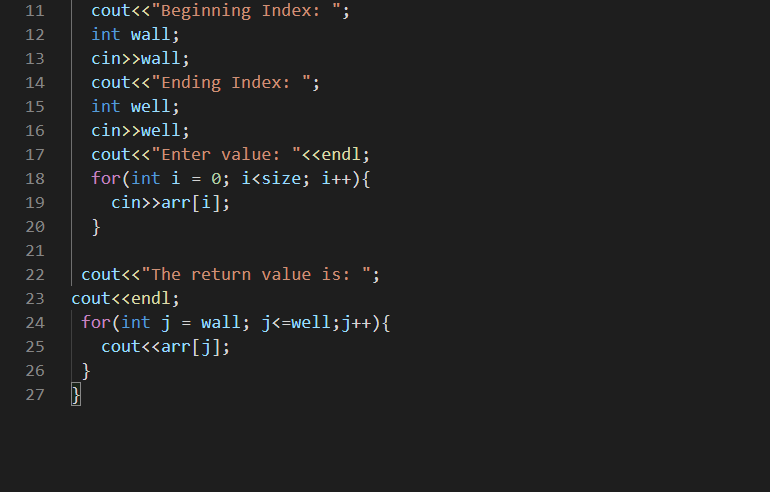 11 cout<<"Beginning Index: ";
12 int wall;
13 cin>>wall;
14 cout<<"Ending Index: ";
15 int well;
16 cin>>well;
17 cout<<"Enter value: "<<endl;
18 for(int i = 0; i<size; i++){
19 cin>>arr[i];
20 }
21
22 cout<<"The return value is: ";
23 cout<<endl;
24 for(int j = wall; j<=well;j++){
25 cout<<arr[j];
26 }
27 }